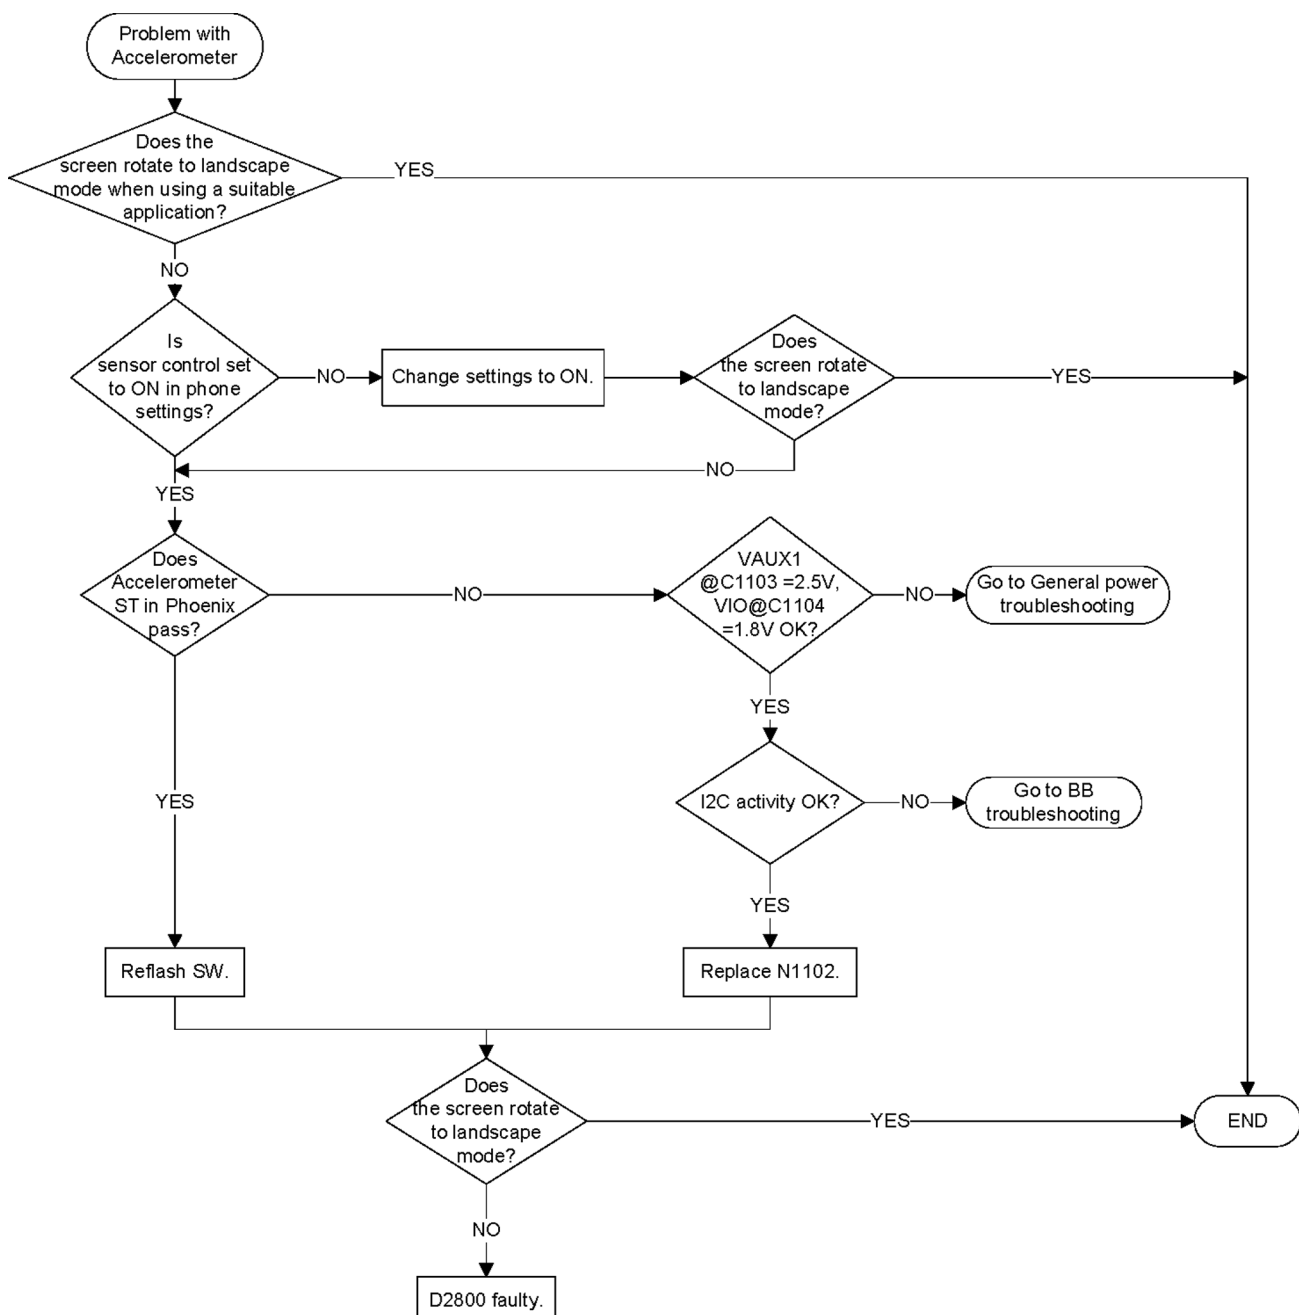 Problem with
Accelerometer
Does the
screen rotate to landscape
mode when using a suitable
application?
YES
NO
Is
sensor control set
to ON in phone
settings?
NO
Change settings to ON.
Does
the screen rotate
to landscape
mode?
YES
NO
YES
Does
Accelerometer
ST in Phoenix
pass?
NO
VAUX1
@C1103 =2.5V,
VIO@C1104
=1.8V OK?
NO
Go to General power
troubleshooting
YES
YES
I2C activity OK?
NO
Go to BB
troubleshooting
YES
Reflash SW.
Replace N1102.
Does
the screen rotate
to landscape
mode?
YES
END
NO
D2800 faulty.